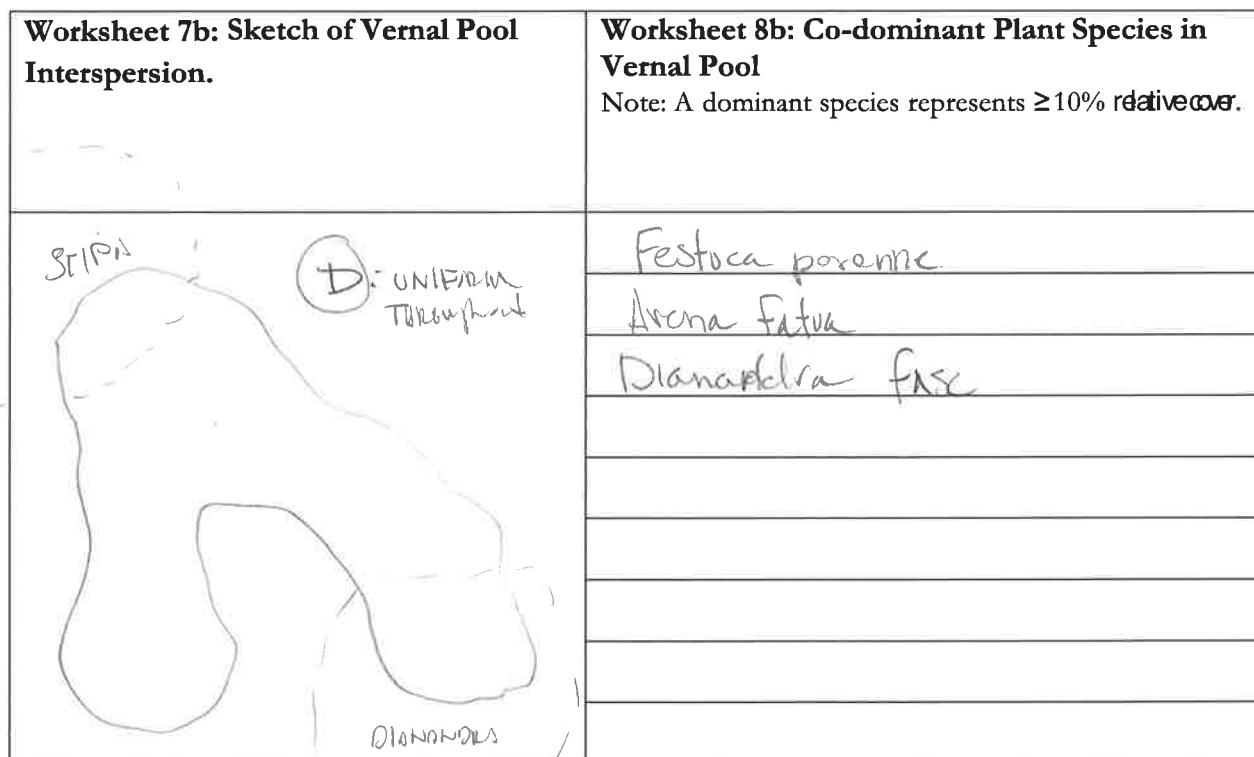 Worksheet 7b: Sketch of Vernal Pool
Interspersion.
Worksheet 8b: Co-dominant Plant Species in
Vernal Pool
Note: A dominant species represents ≥10% relative cover.
STIPA
D: UNIFORM
THROUGHout
DIANANDRA
Festuca perenne
Avena Fatua
fasc